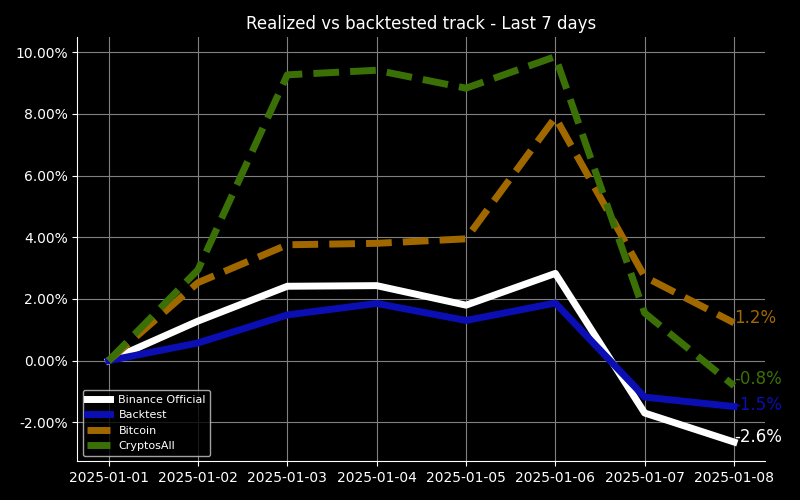 Realized vs backtested track - Last 7 days
10.00%
8.00%
6.00%
4.00%
2.00%
0.00%
-2.00%
1.2%
-0.8%
-1.5%
-2.6%
Binance Official
Backtest
Bitcoin
CryptosAll
2025-01-01 2025-01-02 2025-01-03 2025-01-04 2025-01-05 2025-01-06 2025-01-07 2025-01-08